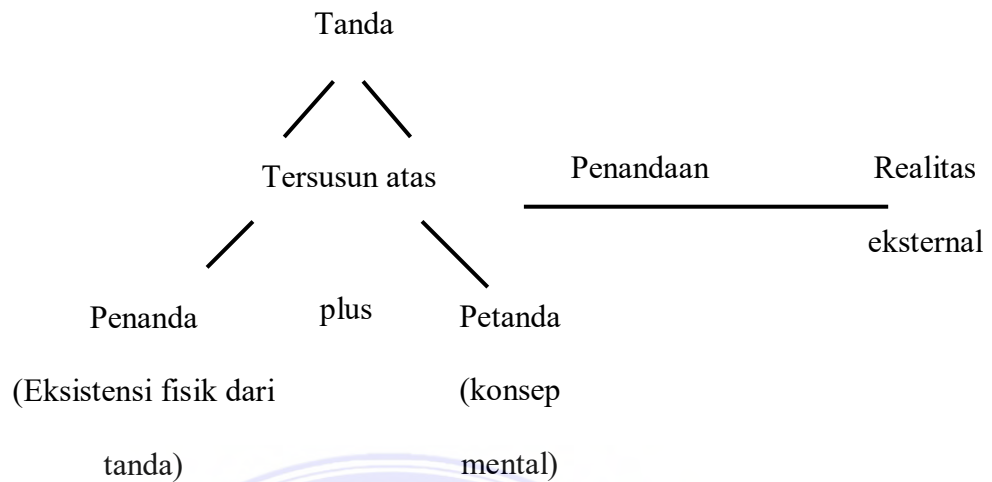 Tanda
Tersusun atas
Penandaan
Realitas
eksternal
Penanda
plus
Petanda
(Eksistensi fisik dari
tanda)
(konsep
mental)